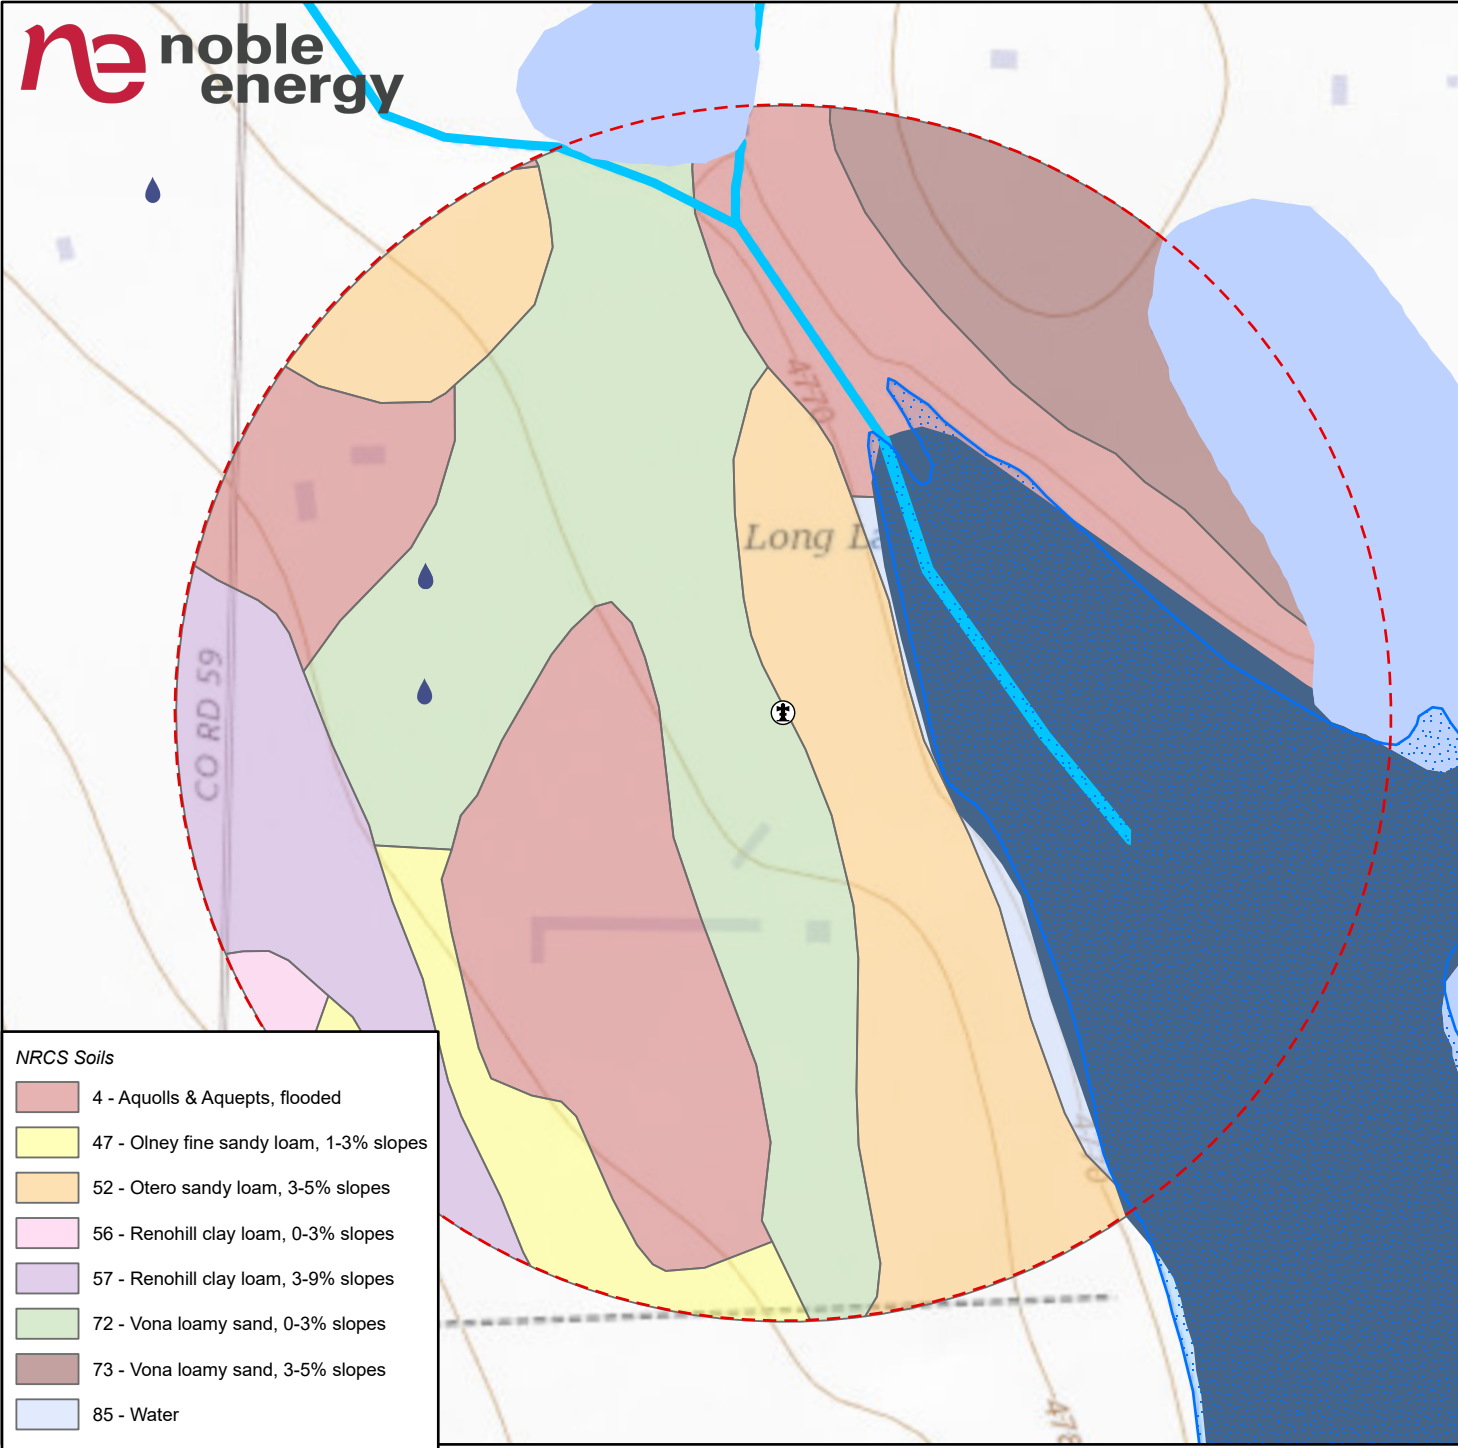 noble
energy
4770
Long La
CO RD 59
4770
478
NRCS Soils
4 - Aquolls & Aquepts, flooded
47 - Olney fine sandy loam, 1-3% slopes
52 - Otero sandy loam, 3-5% slopes
56 - Renohill clay loam, 0-3% slopes
57 - Renohill clay loam, 3-9% slopes
72 - Vona loamy sand, 0-3% slopes
73 - Vona loamy sand, 3-5% slopes
85 - Water